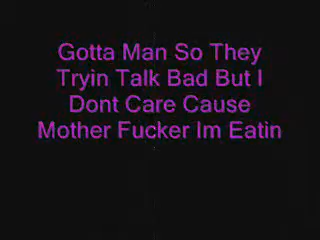 Gotta Man So They
Tryin Talk Bad But I
Dont Care Cause
Mother Fucker Im Eatin